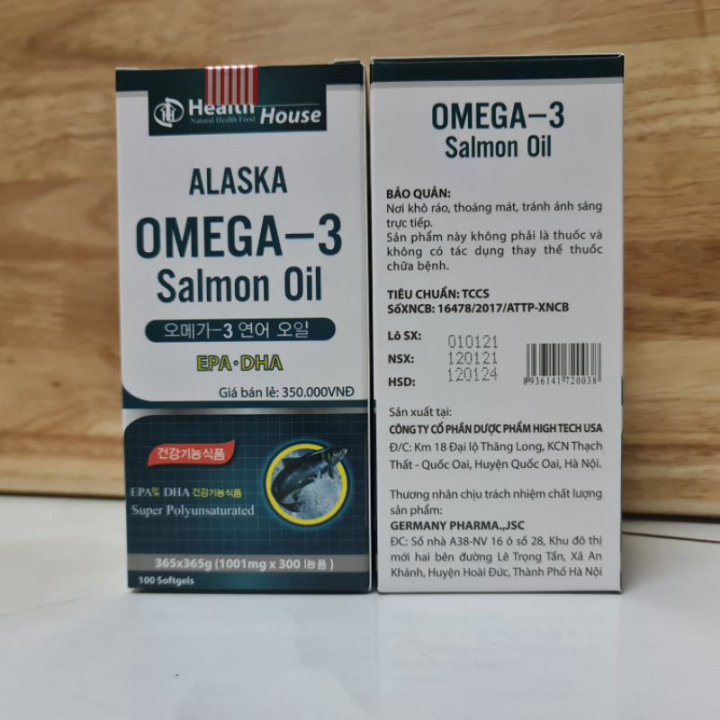 Health House
Natural Health Food
ALASKA
OMEGA-3
Salmon Oil
오메가-3 연어 오일
EPA·DHA
Giá bán lẻ: 350.000VNĐ
건강기능식품
EPA및 DHA 건강기능식품
Super Polyunsaturated
365x365g (1001mg x 300 I능품)
100 Softgels
OMEGA-3
Salmon Oil
BẢO QUẢN:
Nơi khô ráo, thoáng mát, tránh ánh sáng
trực tiếp.
Sản phẩm này không phải là thuốc và
không có tác dụng thay thế thuốc
chữa bệnh.
TIÊU CHUẨN: TCCS
SốXNCB: 16478/2017/ATTP-XNCB
Lô SX: 010121
NSX: 120121
HSD: 120124
8936141720038
Sản xuất tại:
CÔNG TY CỔ PHẦN DƯỢC PHẨM HIGH TECH USA
Đ/C: Km 18 Đại lộ Thăng Long, KCN Thạch
Thất - Quốc Oai, Huyện Quốc Oai, Hà Nội.
Thương nhân chịu trách nhiệm chất lượng
sản phẩm:
GERMANY PHARMA.,JSC
ĐC: Số nhà A38-NV 16 ô số 28, Khu đô thị
mới hai bên đường Lê Trọng Tấn, Xã An
Khánh, Huyện Hoài Đức, Thành Phố Hà Nội